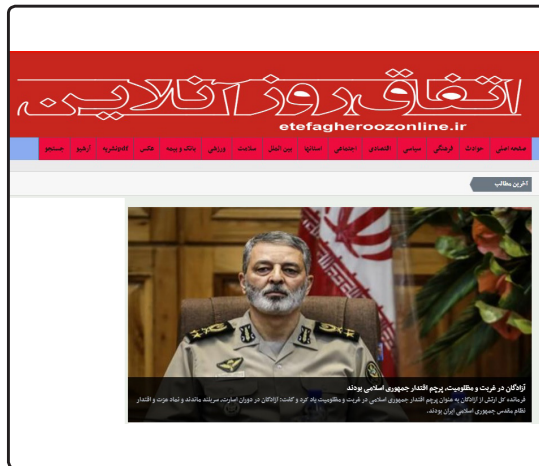 اتفاق روز آنلاین
etefagheroozonline.ir
صفحه اصلی حوادث فرهنگی سیاسی اقتصادی اجتماعی استانها بین الملل سلامت ورزشی بانک و بیمه عکس pdfنشریه آرشیو جستجو
آخرین مطالب
آزادگان در غربت و مظلومیت، پرچم اقتدار جمهوری اسلامی بودند
فرمانده کل ارتش از آزادگان به عنوان پرچم اقتدار جمهوری اسلامی در غربت و مظلومیت یاد کرد و گفت: آزادگان در دوران اسارت، سربلند ماندند و نماد عزت و اقتدار
نظام مقدس جمهوری اسلامی ایران بودند.